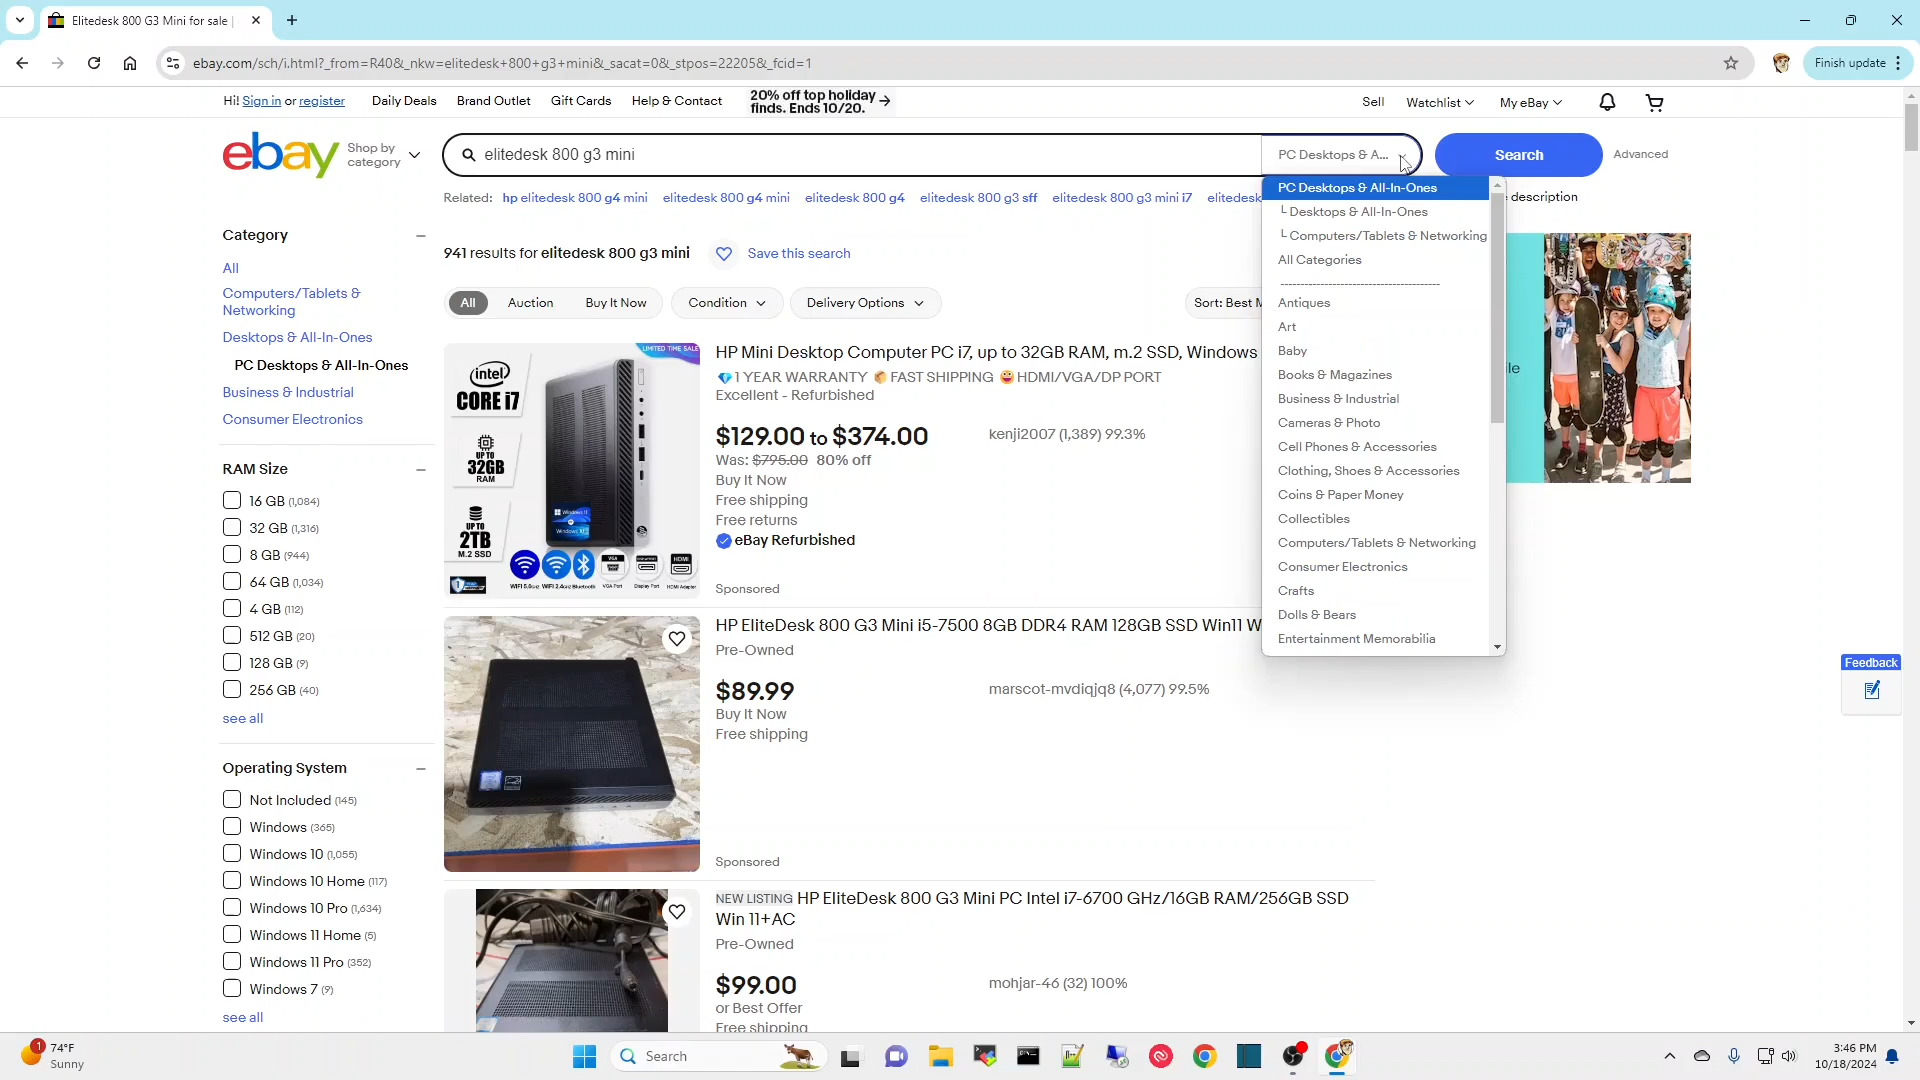 Elitedesk 800 G3 Mini for sale |
ebay.com/sch/i.html?_from=R40&_nkw=elitedesk+800+g3+mini&_sacat=0&_stpos=22205&_fcid=1
Finish update
Hi! Sign in or register
Daily Deals
Brand Outlet
Gift Cards
Help & Contact
20% off top holiday
finds. Ends 10/20.
Sell
Watchlist
My eBay
ebay
Shop by
category
elitedesk 800 g3 mini
PC Desktops & A...
Search
Advanced
Related:
hp elitedesk 800 g4 mini
elitedesk 800 g4 mini
elitedesk 800 g4
elitedesk 800 g3 sff
elitedesk 800 g3 mini i7
elitedesk
description
PC Desktops & All-In-Ones
└ Desktops & All-In-Ones
└ Computers/Tablets & Networking
All Categories
----------------------------------------
Antiques
Art
Baby
Books & Magazines
Business & Industrial
Cameras & Photo
Cell Phones & Accessories
Clothing, Shoes & Accessories
Coins & Paper Money
Collectibles
Computers/Tablets & Networking
Consumer Electronics
Crafts
Dolls & Bears
Entertainment Memorabilia
Category
All
Computers/Tablets &
Networking
Desktops & All-In-Ones
PC Desktops & All-In-Ones
Business & Industrial
Consumer Electronics
RAM Size
16 GB (1,084)
32 GB (1,316)
8 GB (944)
64 GB (1,034)
4 GB (112)
512 GB (20)
128 GB (9)
256 GB (40)
see all
Operating System
Not Included (145)
Windows (365)
Windows 10 (1,055)
Windows 10 Home (117)
Windows 10 Pro (1,634)
Windows 11 Home (5)
Windows 11 Pro (352)
Windows 7 (9)
see all
941 results for elitedesk 800 g3 mini
Save this search
All
Auction
Buy It Now
Condition
Delivery Options
Sort: Best M
LIMITED TIME SALE
intel
CORE i7
UP TO
32GB
RAM
UP TO
2TB
M.2 SSD
HP Mini Desktop Computer PC i7, up to 32GB RAM, m.2 SSD, Windows
1 YEAR WARRANTY FAST SHIPPING HDMI/VGA/DP PORT
Excellent - Refurbished
$129.00 to $374.00
kenji2007 (1,389) 99.3%
Was: $795.00 80% off
Buy It Now
Free shipping
Free returns
eBay Refurbished
Sponsored
HP EliteDesk 800 G3 Mini i5-7500 8GB DDR4 RAM 128GB SSD Win11 W
Pre-Owned
$89.99
marscot-mvdiqjq8 (4,077) 99.5%
Buy It Now
Free shipping
Sponsored
NEW LISTING HP EliteDesk 800 G3 Mini PC Intel i7-6700 GHz/16GB RAM/256GB SSD
Win 11+AC
Pre-Owned
$99.00
mohjar-46 (32) 100%
or Best Offer
Free shipping
Feedback
1
74°F
Sunny
Search
3:46 PM
10/18/2024